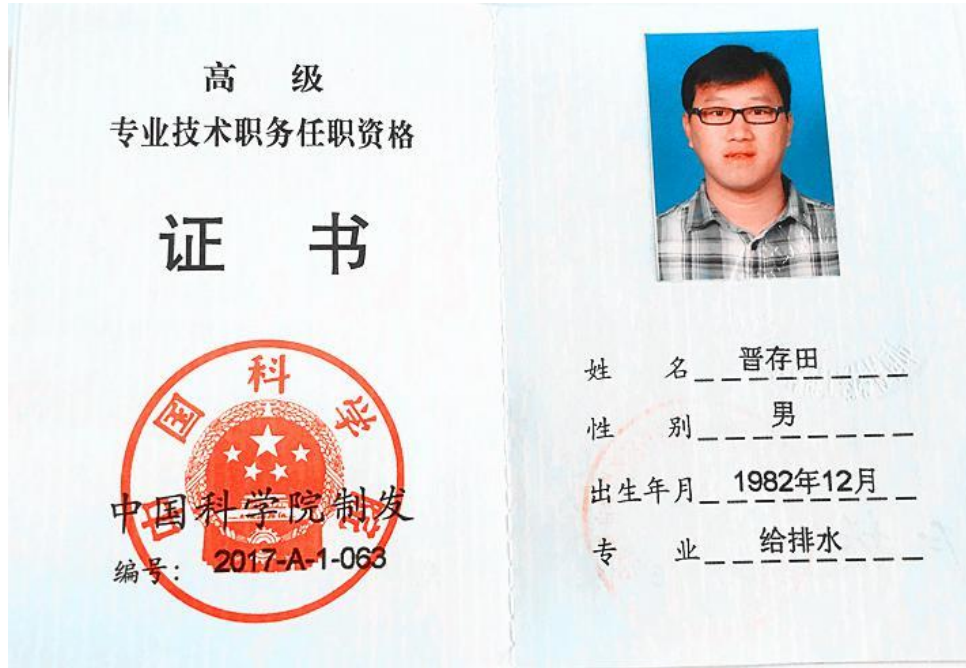 高 级
专业技术职务任职资格
证 书
中国科学院
中国科学院制发
编号: 2017-A-1-063
姓 名 晋存田
性 别 男
出生年月 1982年12月
专 业 给排水